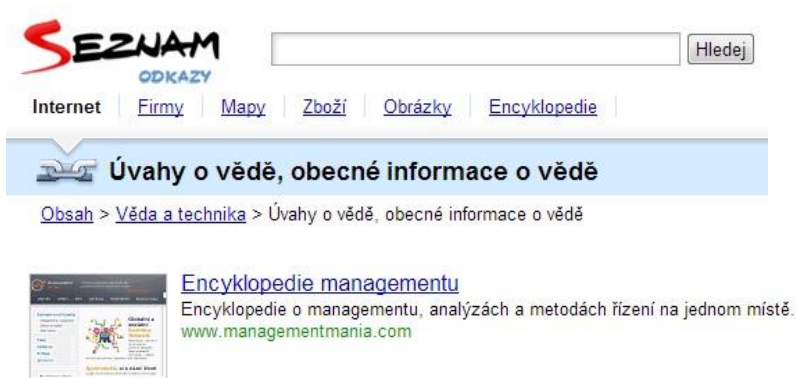 SEZNAM
ODKAZY
Hledej
Internet Firmy Mapy Zboží Obrázky Encyklopedie
Úvahy o vědě, obecné informace o vědě
Obsah > Věda a technika > Úvahy o vědě, obecné informace o vědě
Encyklopedie managementu
Encyklopedie o managementu, analýzách a metodách řízení na jednom místě.
www.managementmania.com